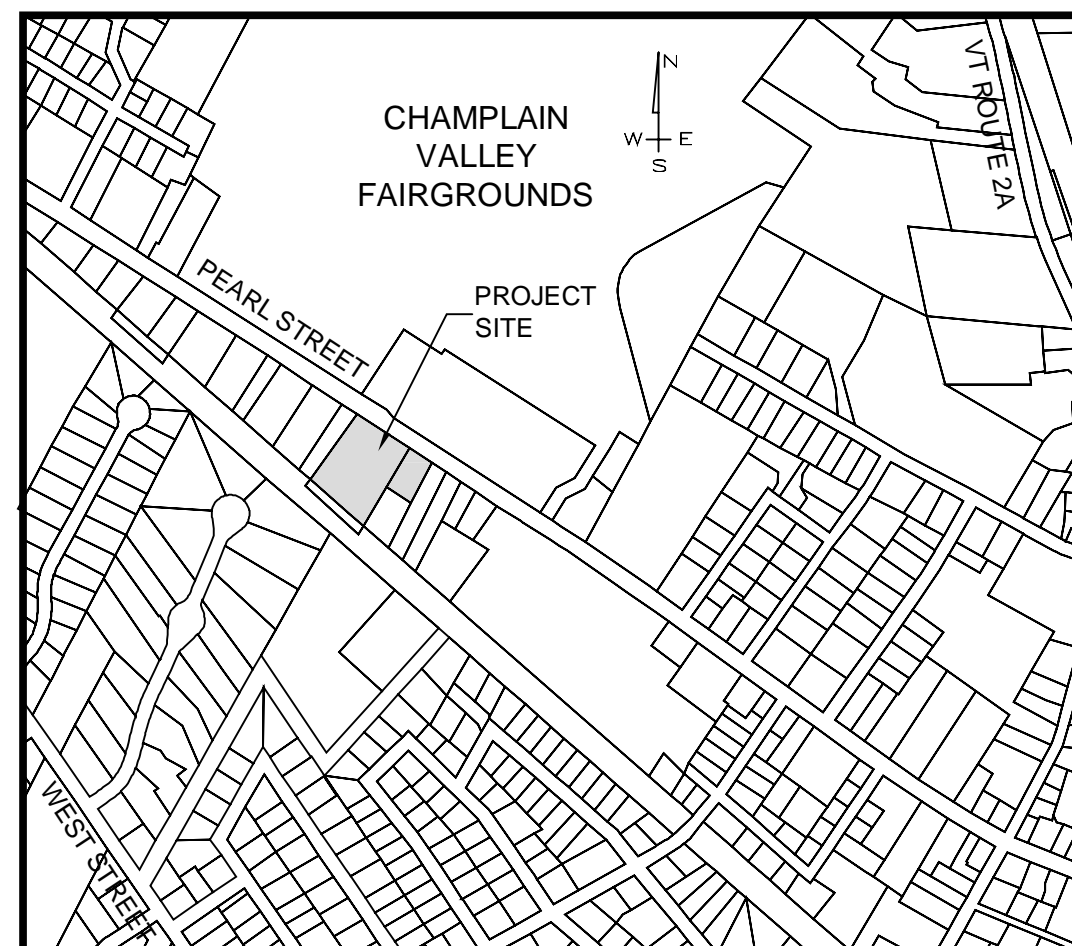 CHAMPLAIN
VALLEY
FAIRGROUNDS
N
W E
S
VT ROUTE 2A
PEARL STREET
PROJECT
SITE
WEST STREET